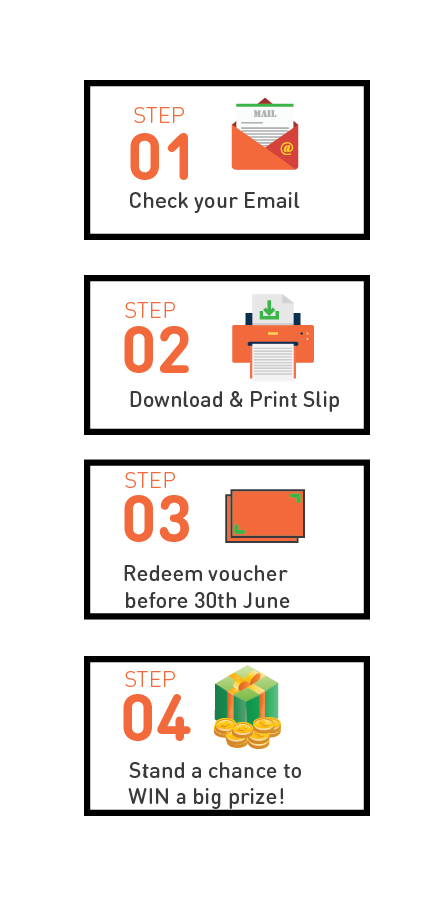 STEP
01
MAIL
@
Check your Email
STEP
02
Download & Print Slip
STEP
03
Redeem voucher
before 30th June
STEP
04
Stand a chance to
WIN a big prize!